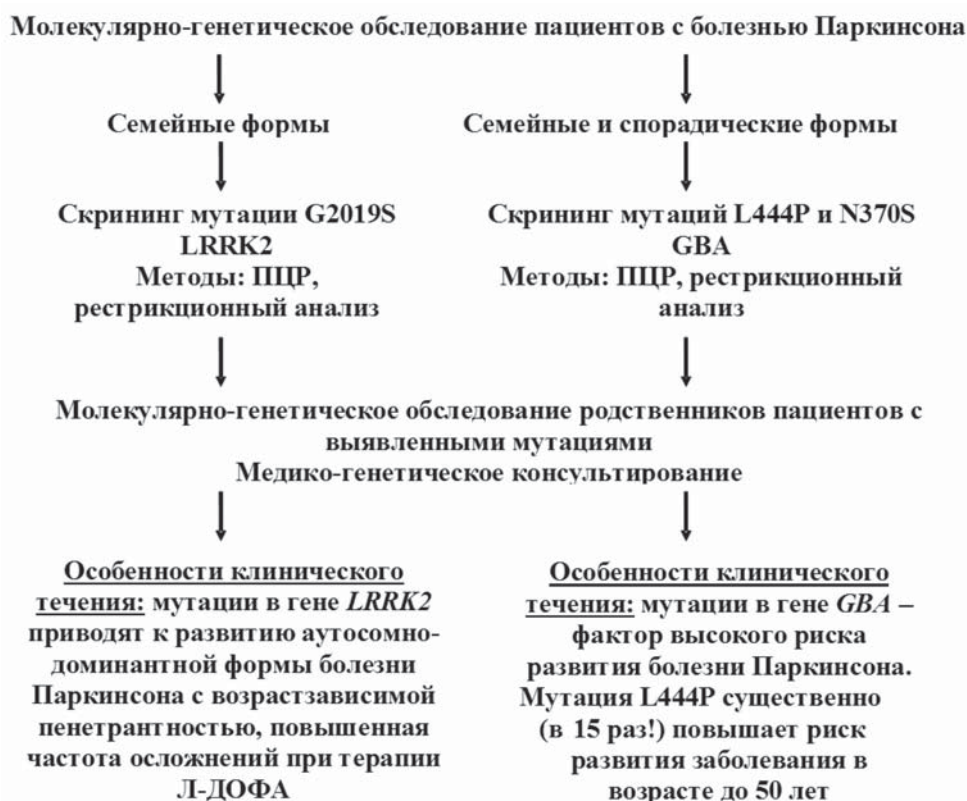 Молекулярно-генетическое обследование пациентов с болезнью Паркинсона
Семейные формы
Семейные и спорадические формы
Скрининг мутации G2019S
LRRK2
Методы: ПЦР,
рестрикционный анализ
Скрининг мутаций L444P и N370S
GBA
Методы: ПЦР, рестрикционный
анализ
Молекулярно-генетическое обследование родственников пациентов с
выявленными мутациями
Медико-генетическое консультирование
Особенности клинического
течения: мутации в гене LRRK2
приводят к развитию аутосомно-
доминантной формы болезни
Паркинсона с возрастзависимой
пенетрантностью, повышенная
частота осложнений при терапии
Л-ДОФА
Особенности клинического
течения: мутации в гене GBA –
фактор высокого риска
развития болезни Паркинсона.
Мутация L444P существенно
(в 15 раз!) повышает риск
развития заболевания в
возрасте до 50 лет